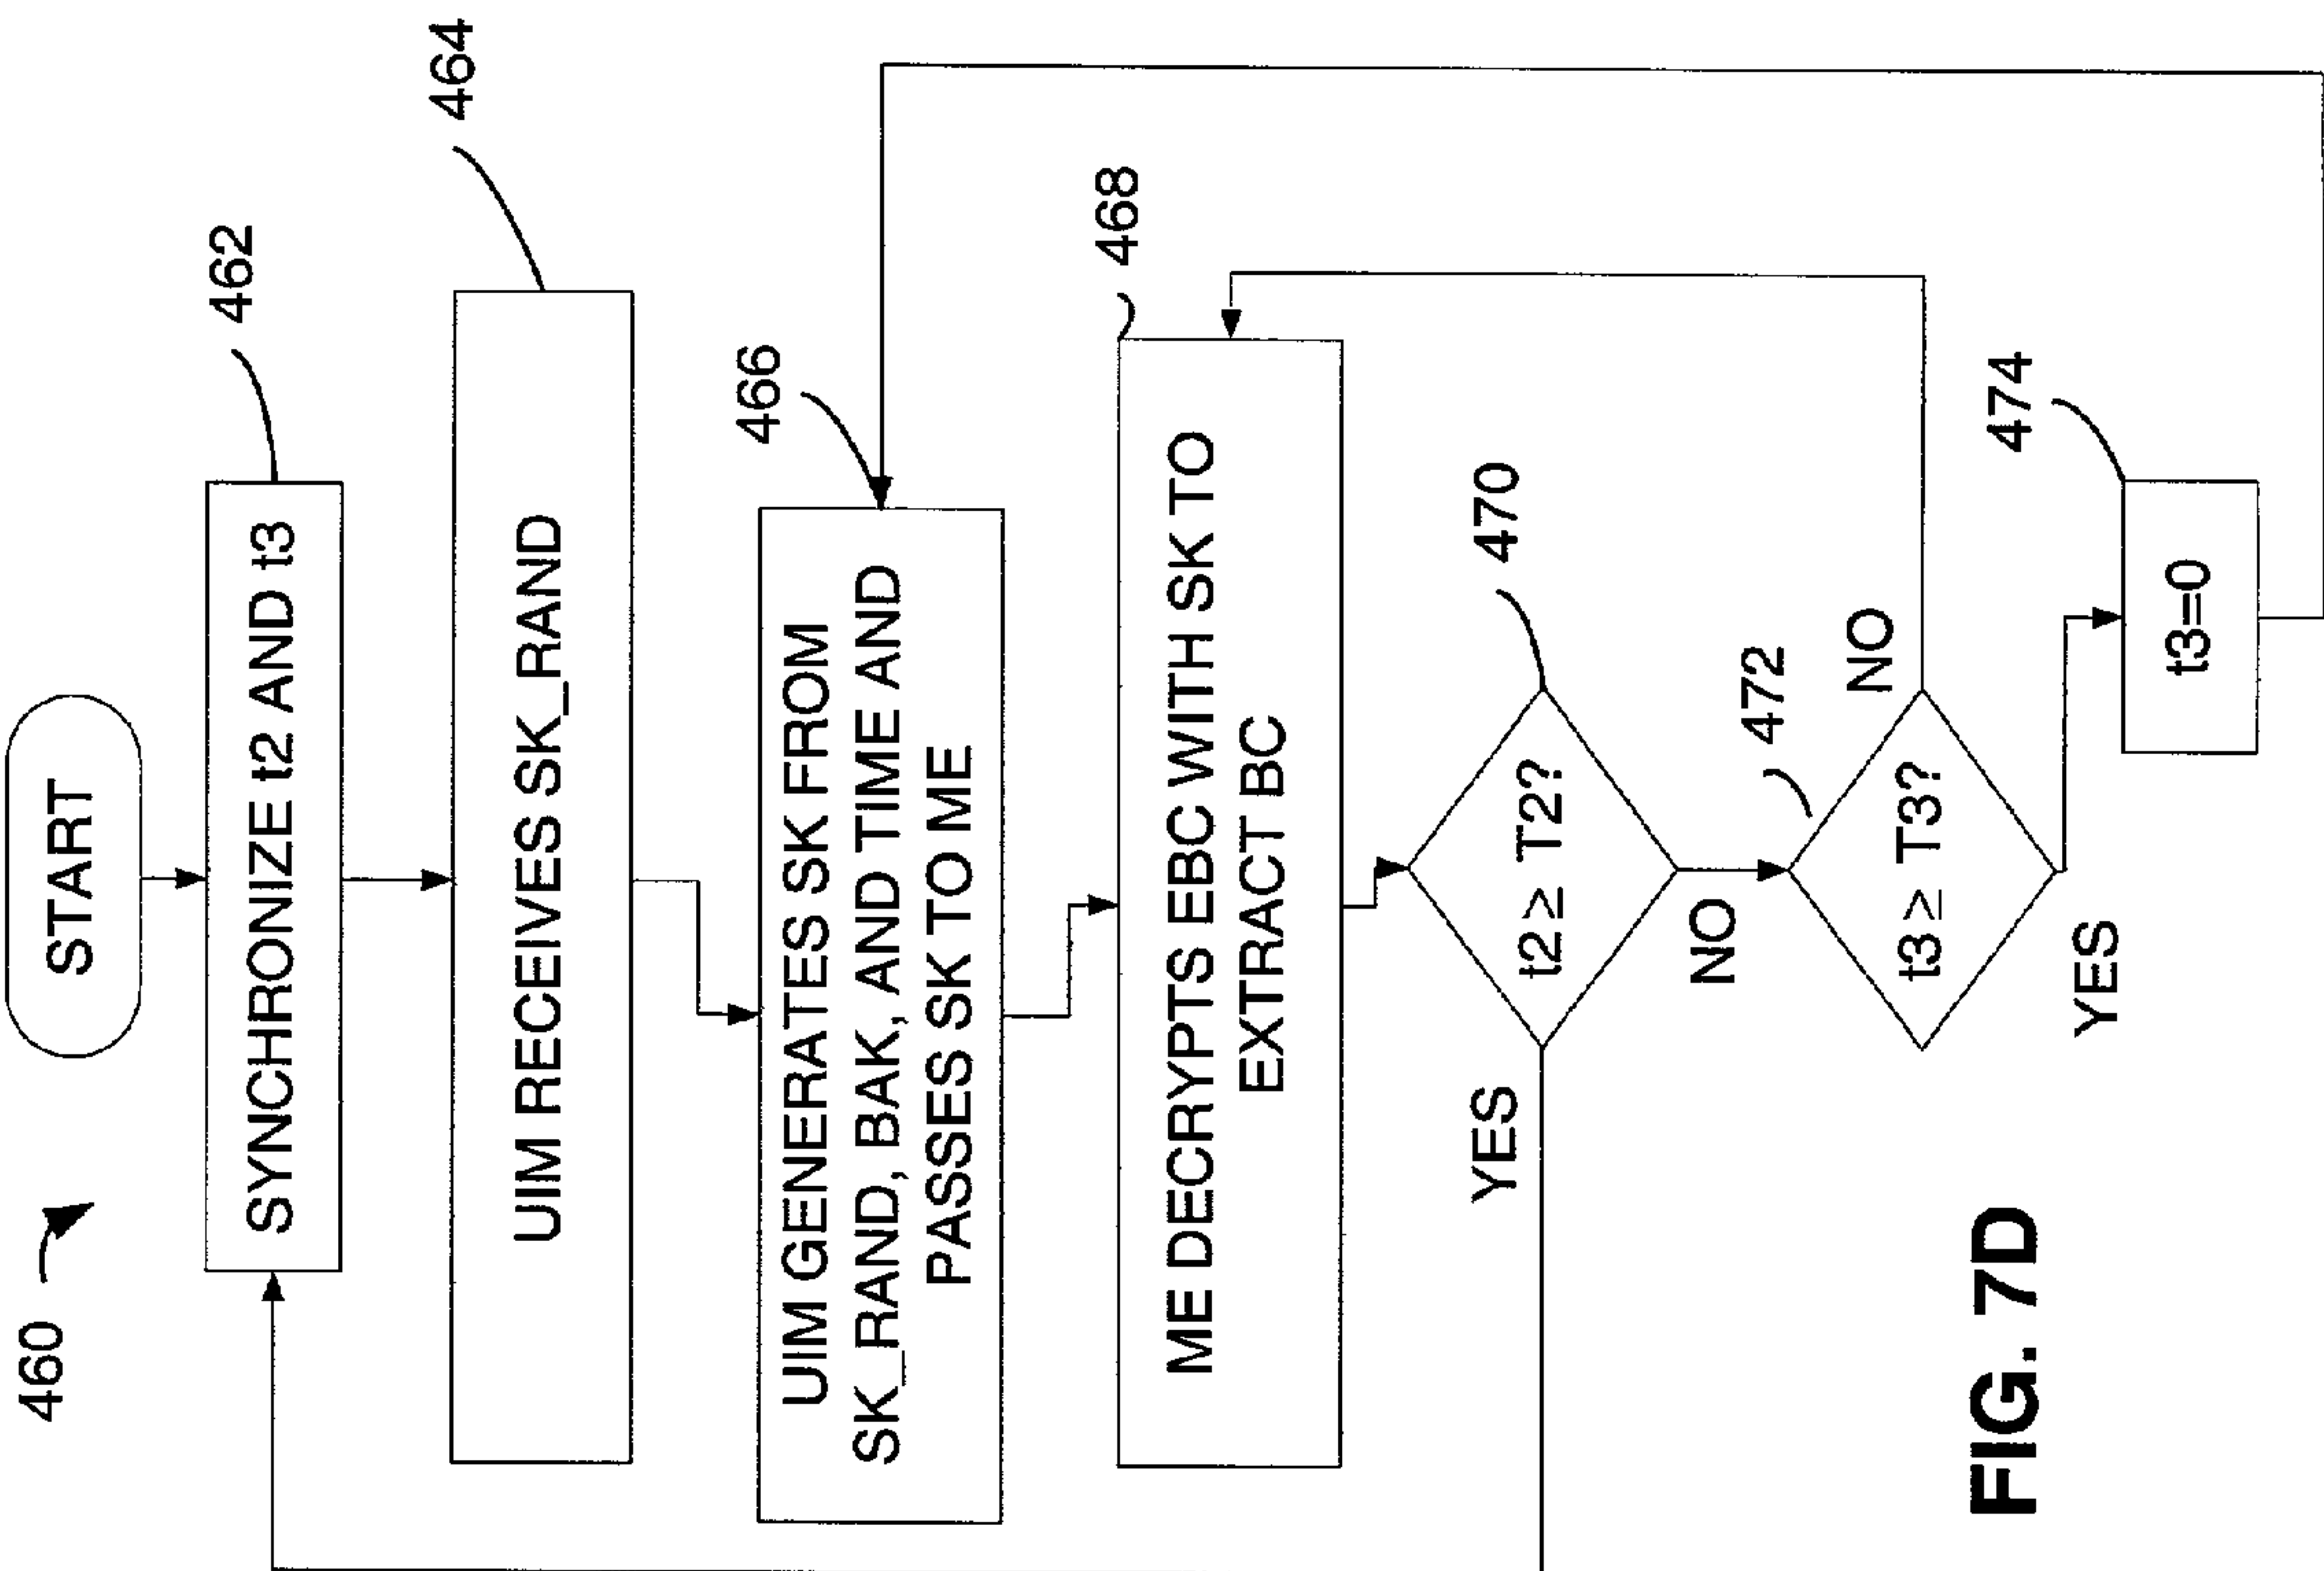 460
START
462
SYNCHRONIZE t2 AND t3
464
UIM RECEIVES SK_RAND
466
UIM GENERATES SK FROM
SK_RAND, BAK, AND TIME AND
PASSES SK TO ME
468
ME DECRYPTS EBC WITH SK TO
EXTRACT BC
470
t2 ≥ T2?
YES
NO
472
t3 ≥ T3?
NO
YES
474
t3=0
FIG. 7D